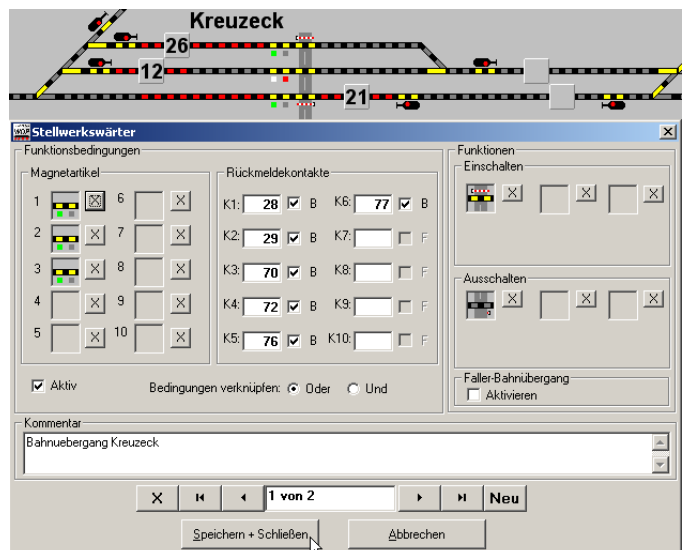 Kreuzeck
26
12
21
Stellwerkswärter
Funktionsbedingungen
Magnetartikel
1 X 6 X
2 X 7 X
3 X 8 X
4 X 9 X
5 X 10 X
Rückmeldekontakte
K1: 28 B K6: 77 B
K2: 29 B K7: F
K3: 70 B K8: F
K4: 72 B K9: F
K5: 76 B K10: F
Aktiv
Bedingungen verknüpfen: Oder Und
Funktionen
Einschalten
X X X
Ausschalten
X X X
Faller-Bahnübergang
Aktivieren
Kommentar
Bahnuebergang Kreuzeck
X 1 von 2 Neu
Speichern + Schließen Abbrechen